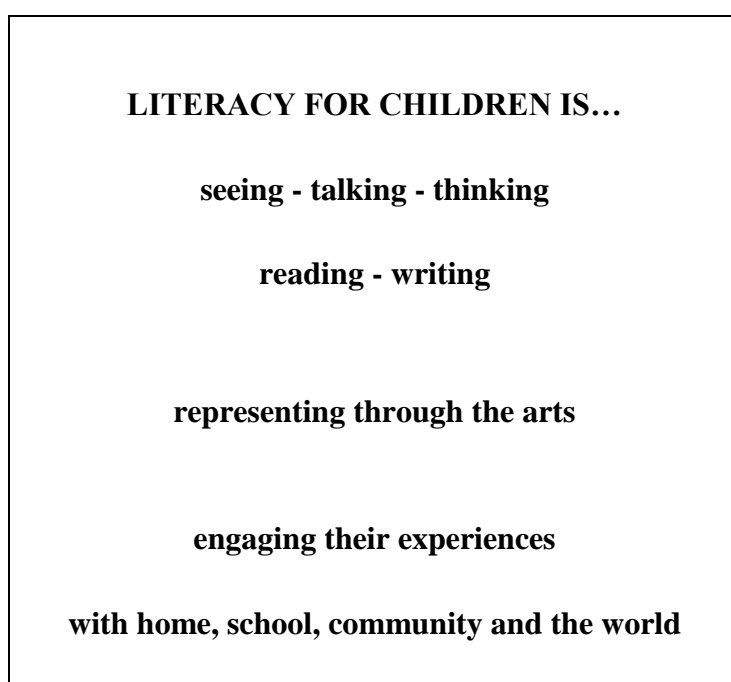 LITERACY FOR CHILDREN IS…
seeing - talking - thinking
reading - writing
representing through the arts
engaging their experiences
with home, school, community and the world